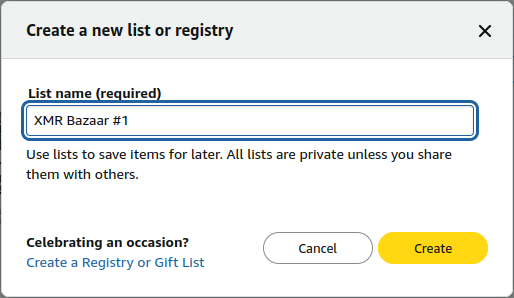 Create a new list or registry
List name (required)
XMR Bazaar #1
Use lists to save items for later. All lists are private unless you share
them with others.
Celebrating an occasion?
Create a Registry or Gift List
Cancel
Create